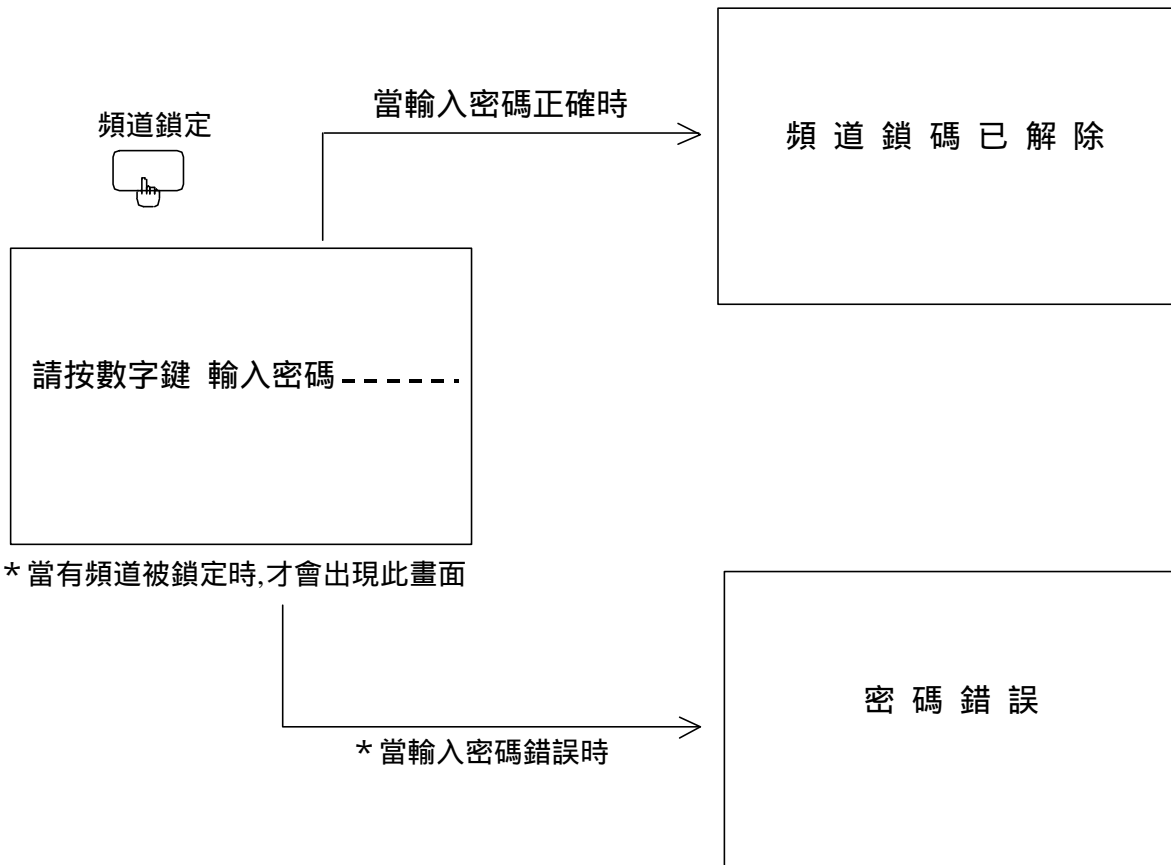 頻道鎖定
當輸入密碼正確時
頻道鎖碼已解除
請按數字鍵 輸入密碼------
*當有頻道被鎖定時,才會出現此畫面
*當輸入密碼錯誤時
密碼錯誤